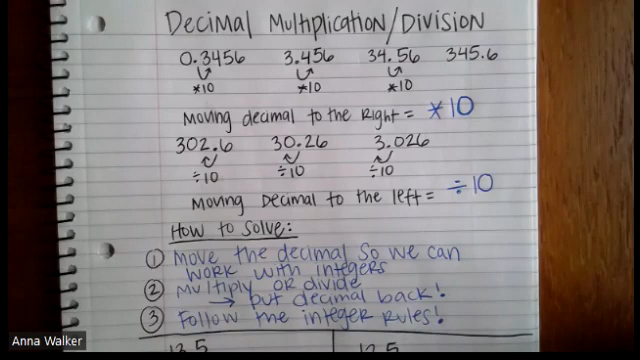 Decimal Multiplication/Division
0.3456 3.456 34.56 345.6
*10 *10 *10
Moving decimal to the Right = *10
302.6 30.26 3.026
÷10 ÷10 ÷10
Moving Decimal to the left = ÷10
How to solve:
① Move the decimal so we can
work with integers
② Multiply or divide
→ put decimal back!
③ Follow the integer rules!
Anna Walker